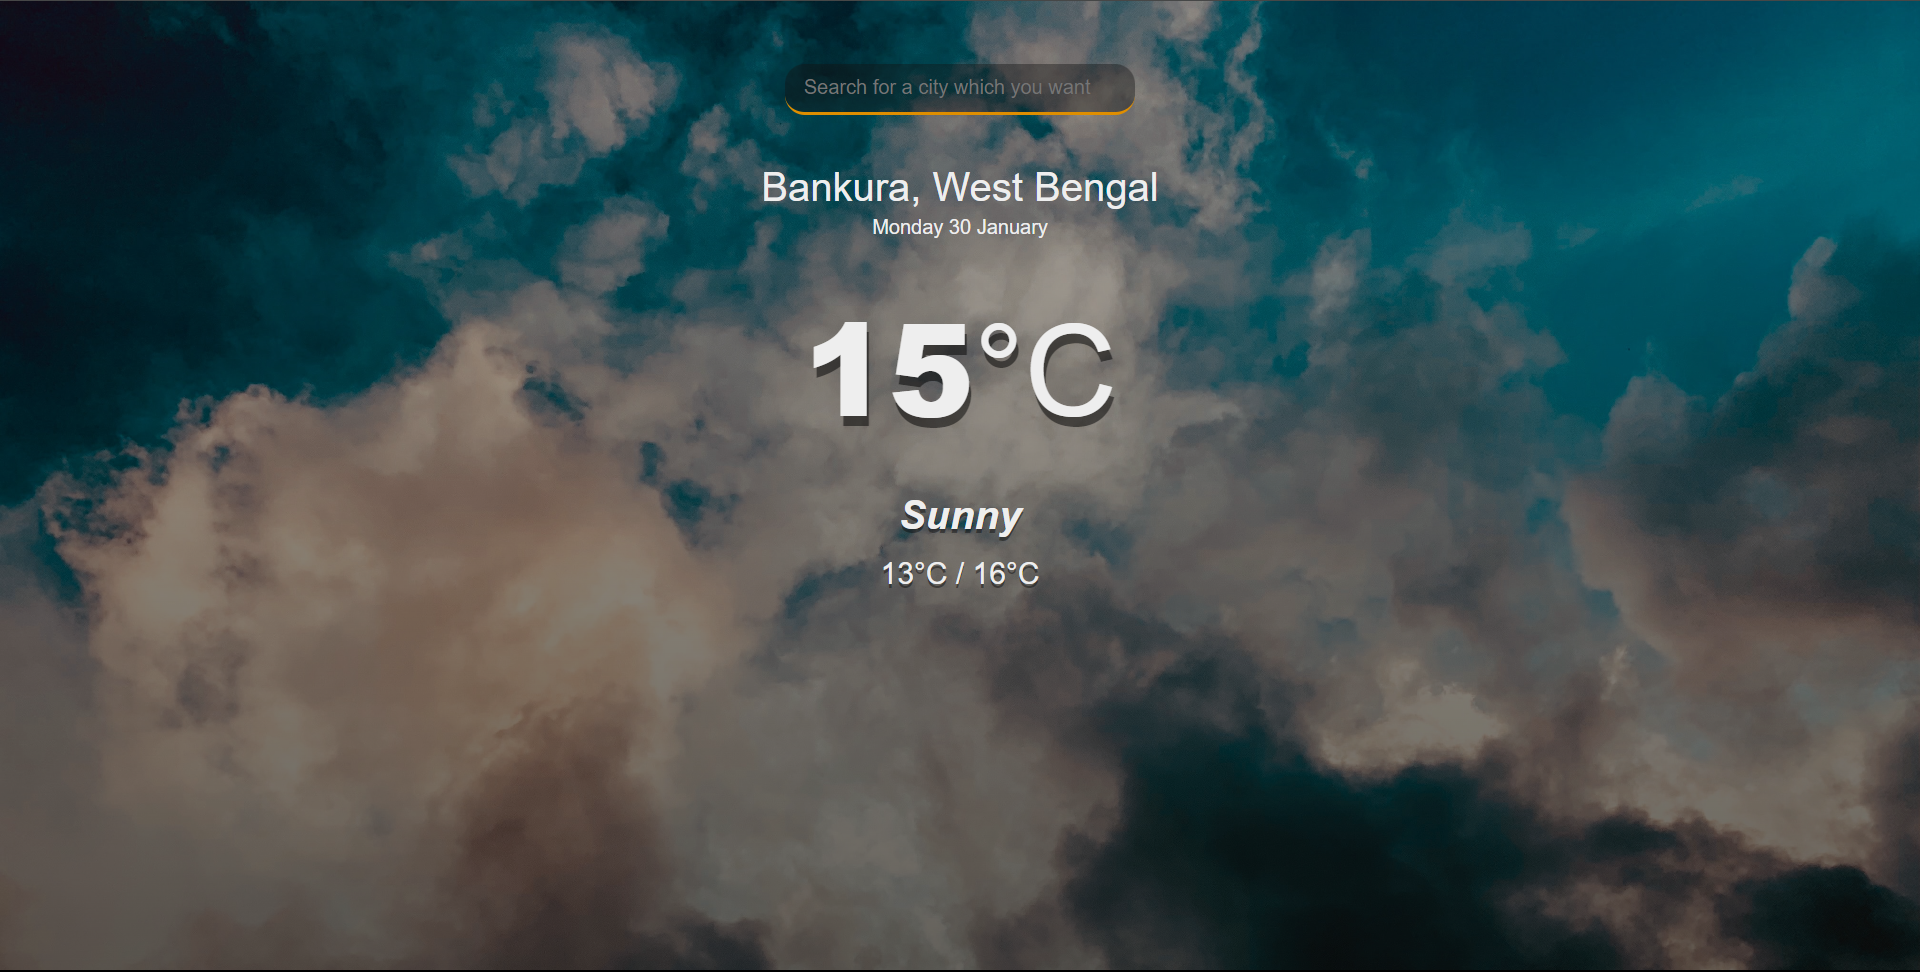 Search for a city which you want
Bankura, West Bengal
Monday 30 January
15°C
Sunny
13°C / 16°C